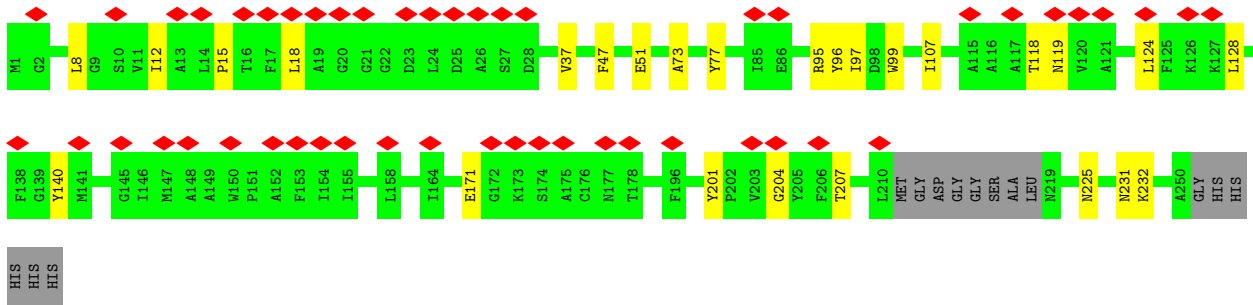 M1 G2 L8 G9 S10 V11 I12 A13 L14 P15 T16 F17 L18 A19 G20 G21 G22 D23 L24 D25 A26 S27 D28 V37 F47 E51 A73 Y77 I85 E86 R95 Y96 I97 D98 W99 I107 A115 A116 A117 T118 N119 V120 A121 L124 F125 K126 K127 L128
F138 G139 Y140 M141 G145 I146 M147 A148 A149 W150 P151 A152 F153 I154 I155 L158 I164 E171 G172 K173 S174 A175 C176 N177 T178 F196 Y201 P202 V203 G204 Y205 F206 T207 L210 MET GLY ASP GLY GLY SER ALA LEU N219 N225 N231 K232 A250 GLY HIS HIS
HIS HIS HIS